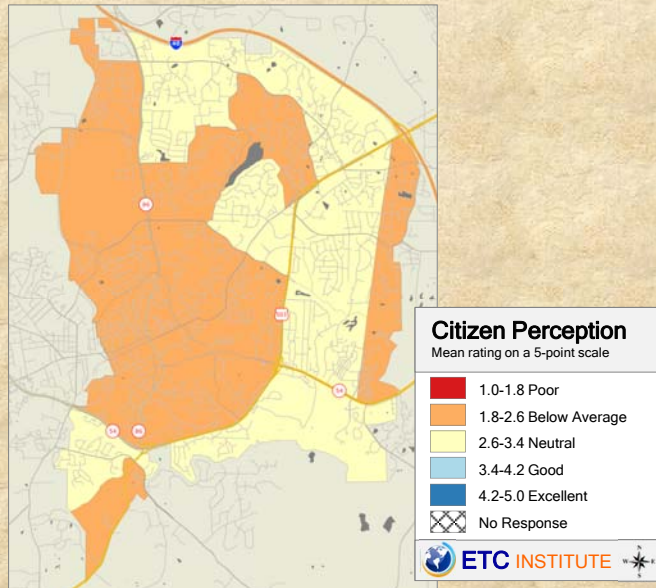 40
86
501
54
54
86
Citizen Perception
Mean rating on a 5-point scale
1.0-1.8 Poor
1.8-2.6 Below Average
2.6-3.4 Neutral
3.4-4.2 Good
4.2-5.0 Excellent
No Response
ETC INSTITUTE
N
W E
S